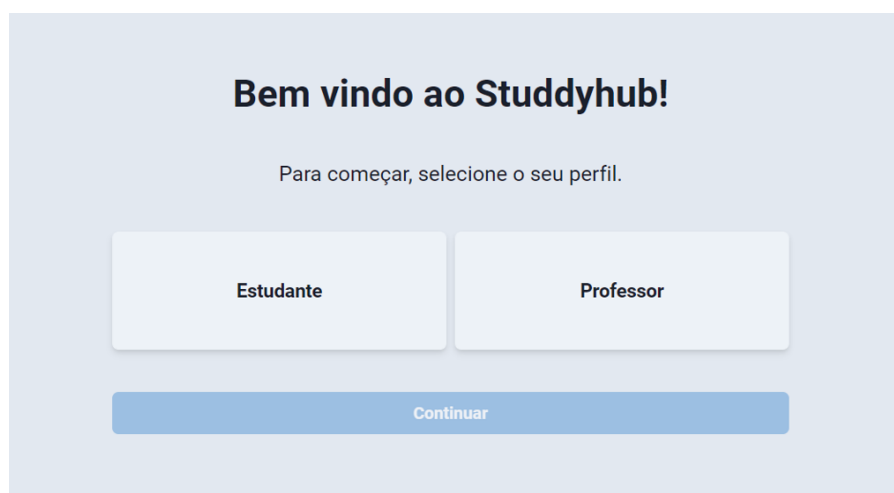 Bem vindo ao Studdyhub!
Para começar, selecione o seu perfil.
Estudante
Professor
Continuar